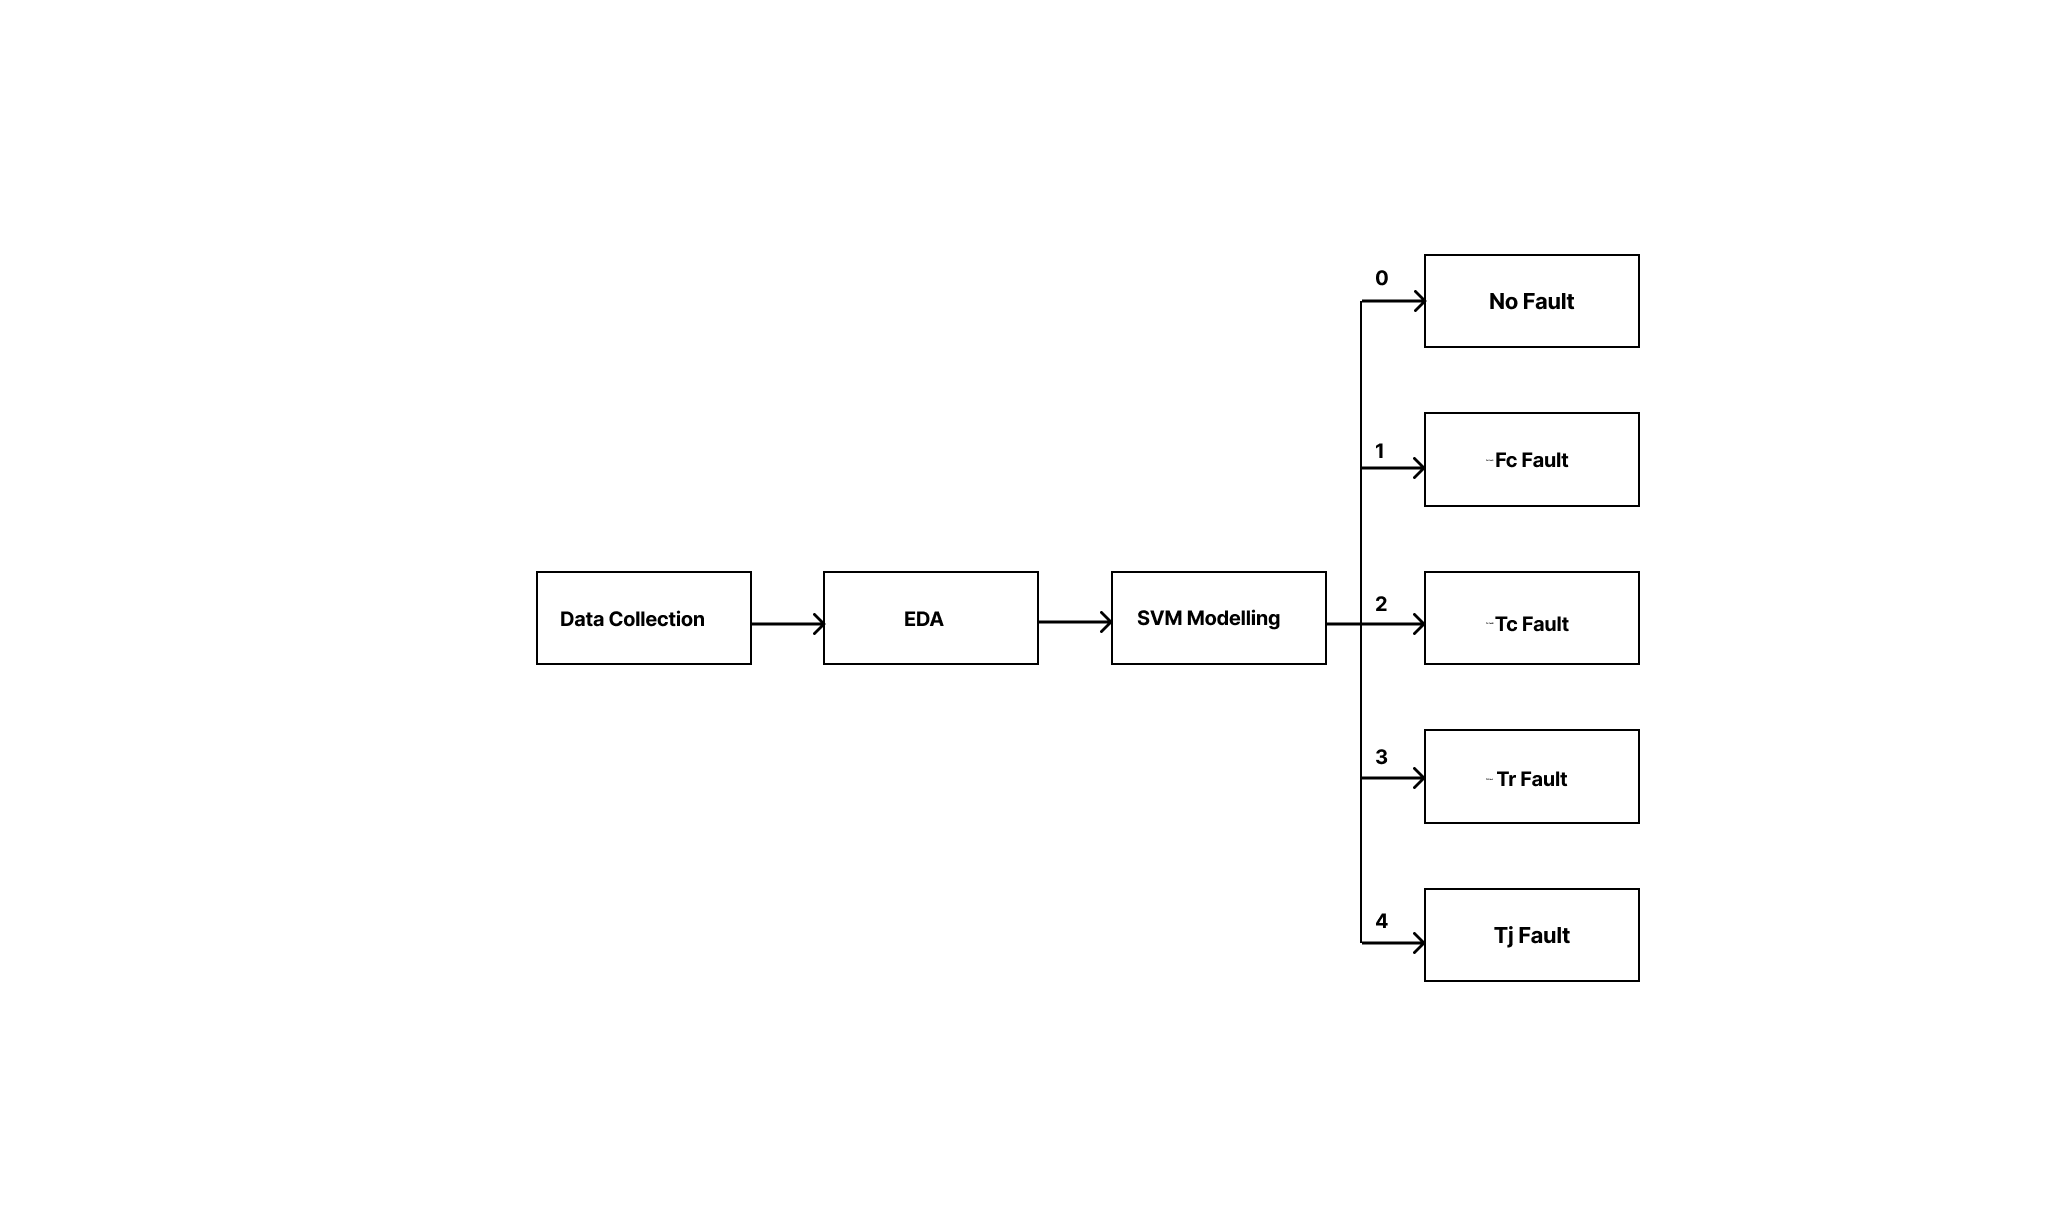 0
No Fault
1
Fc Fault
Data Collection
EDA
SVM Modelling
2
Tc Fault
3
Tr Fault
4
Tj Fault